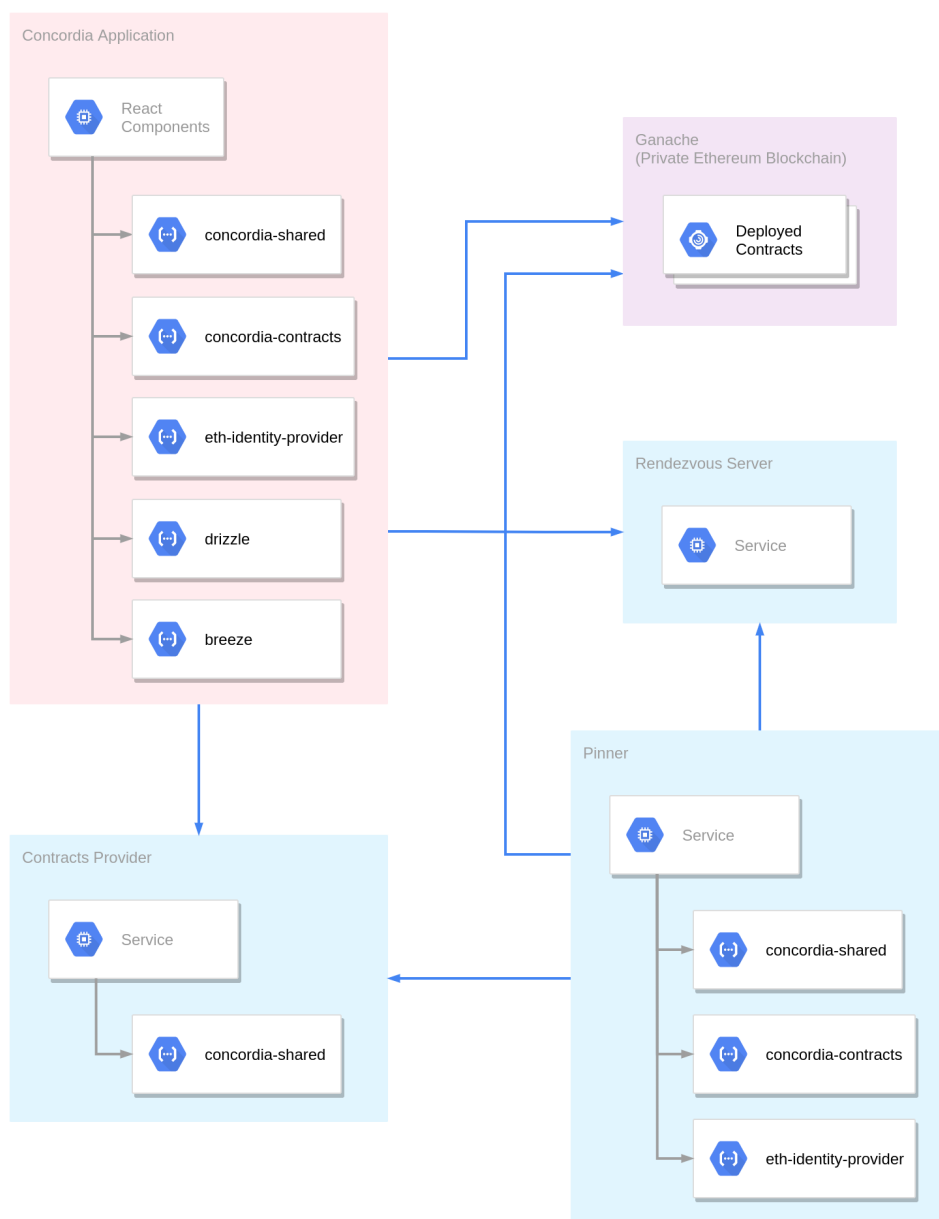 Concordia Application
React
Components
concordia-shared
concordia-contracts
eth-identity-provider
drizzle
breeze
Ganache
(Private Ethereum Blockchain)
Deployed
Contracts
Rendezvous Server
Service
Contracts Provider
Service
concordia-shared
Pinner
Service
concordia-shared
concordia-contracts
eth-identity-provider